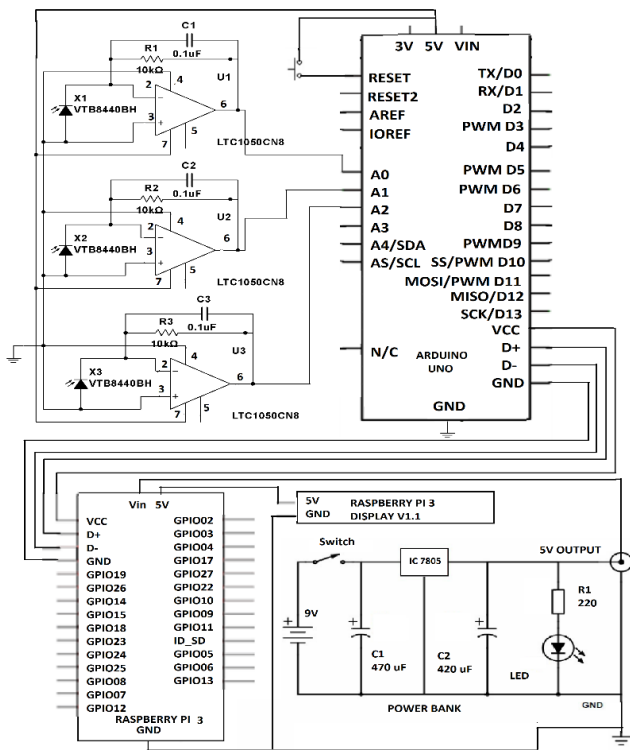 C1
0.1uF
R1
10kΩ
4
U1
X1
VTB8440BH
2
3
6
7
5
LTC1050CN8
C2
0.1uF
R2
10kΩ
4
U2
X2
VTB8440BH
2
3
6
7
5
LTC1050CN8
C3
0.1uF
R3
10kΩ
4
U3
X3
VTB8440BH
2
3
6
7
5
LTC1050CN8
3V 5V VIN
RESET
RESET2
AREF
IOREF
A0
A1
A2
A3
A4/SDA
AS/SCL
N/C
TX/D0
RX/D1
D2
PWM D3
D4
PWM D5
PWM D6
D7
D8
PWMD9
SS/PWM D10
MOSI/PWM D11
MISO/D12
SCK/D13
VCC
D+
D-
GND
ARDUINO
UNO
GND
Vin 5V
VCC
D+
D-
GND
GPIO19
GPIO26
GPIO14
GPIO15
GPIO18
GPIO23
GPIO24
GPIO25
GPIO08
GPIO07
GPIO12
GPIO02
GPIO03
GPIO04
GPIO17
GPIO27
GPIO22
GPIO10
GPIO09
GPIO11
ID_SD
GPIO05
GPIO06
GPIO13
RASPBERRY PI 3
GND
5V RASPBERRY PI 3
GND DISPLAY V1.1
Switch
IC 7805
5V OUTPUT
9V
C1
470 uF
C2
420 uF
R1
220
LED
POWER BANK
GND